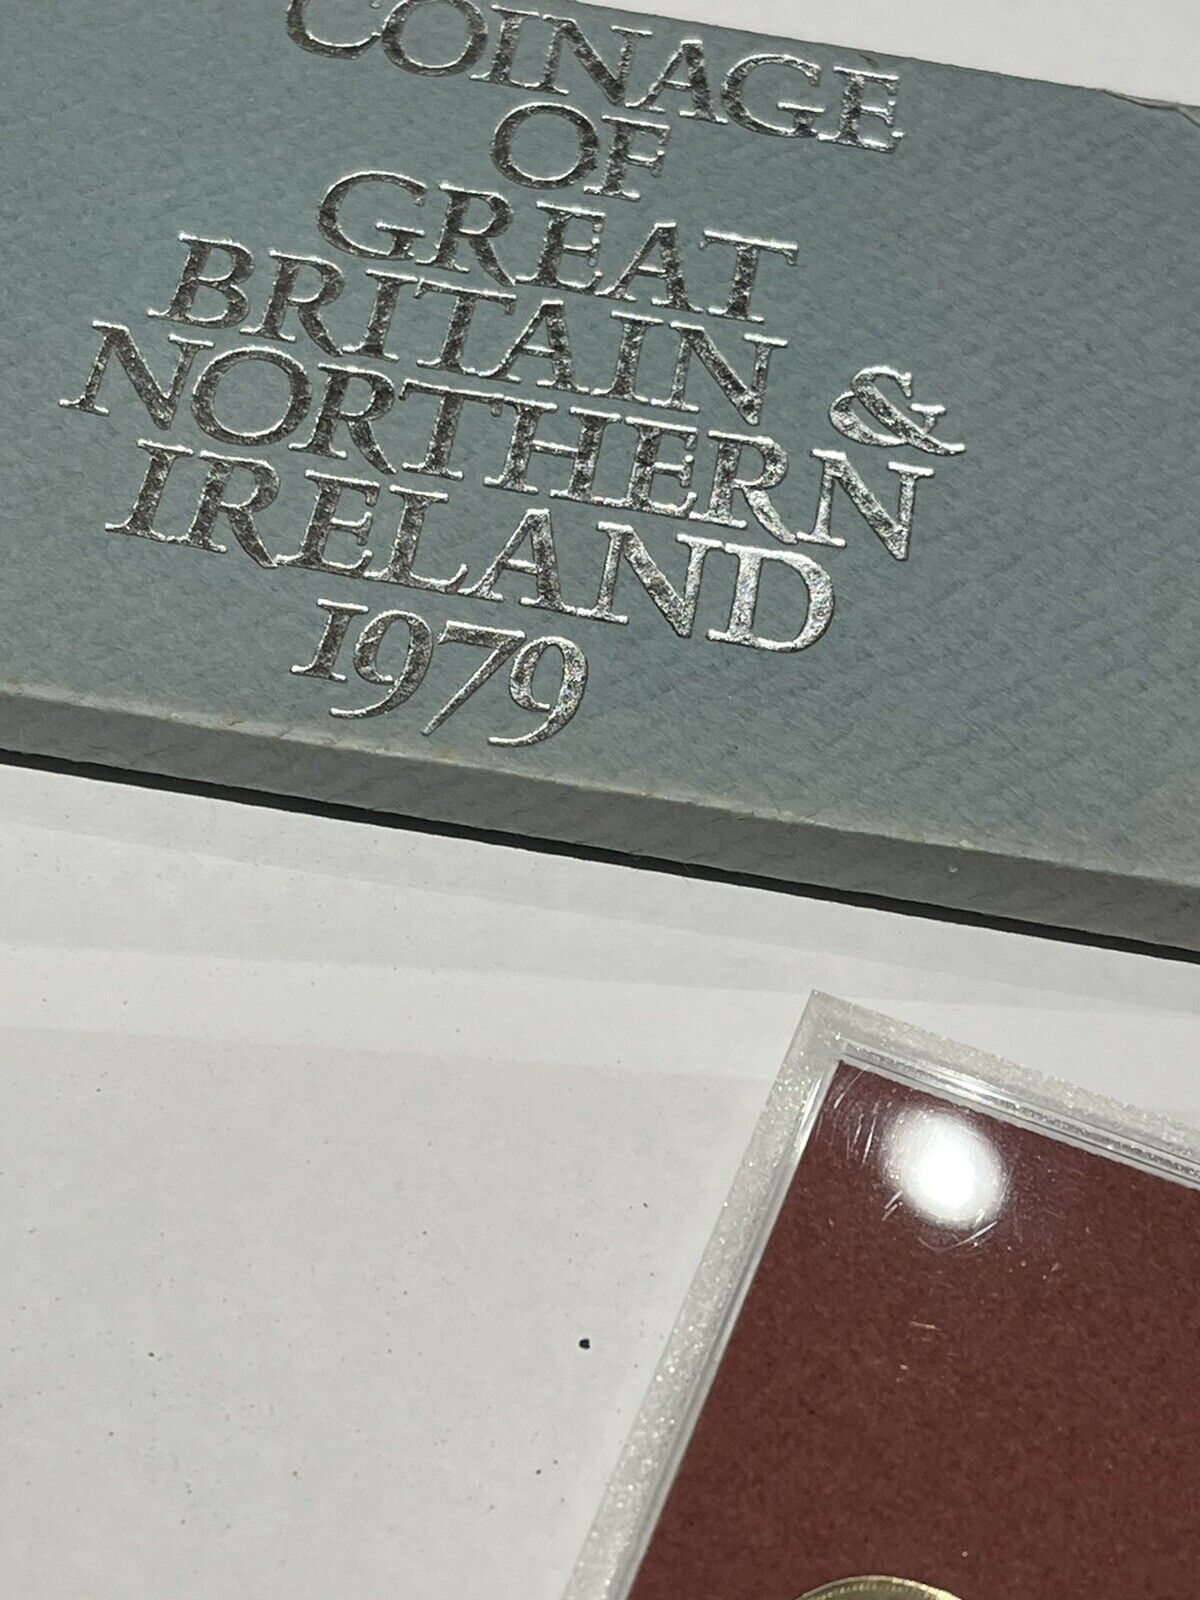 COINAGE
OF
GREAT
BRITAIN &
NORTHERN
IRELAND
1979